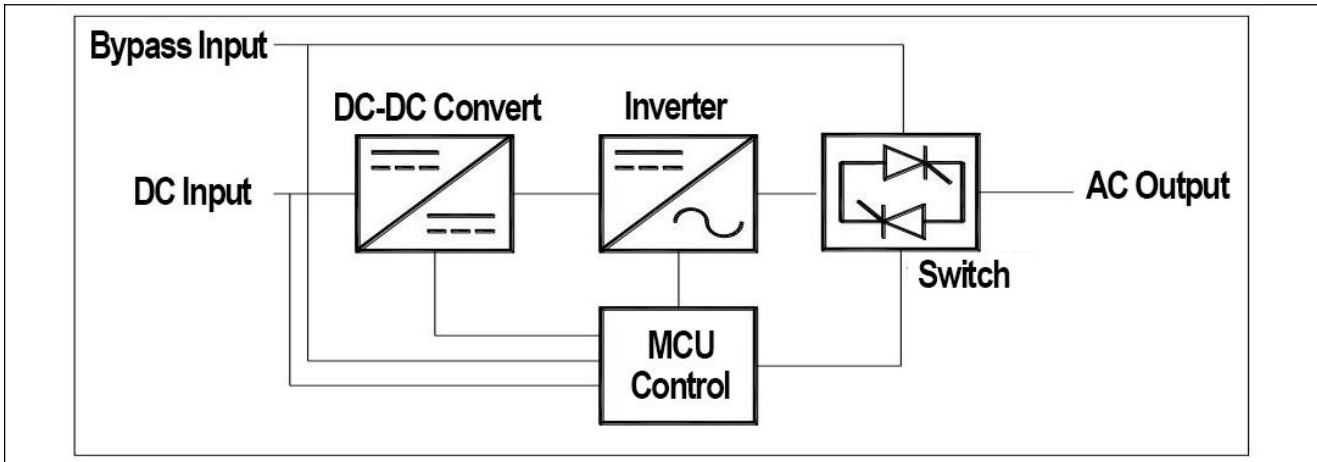 Bypass Input
DC-DC Convert
Inverter
DC Input
AC Output
Switch
MCU
Control